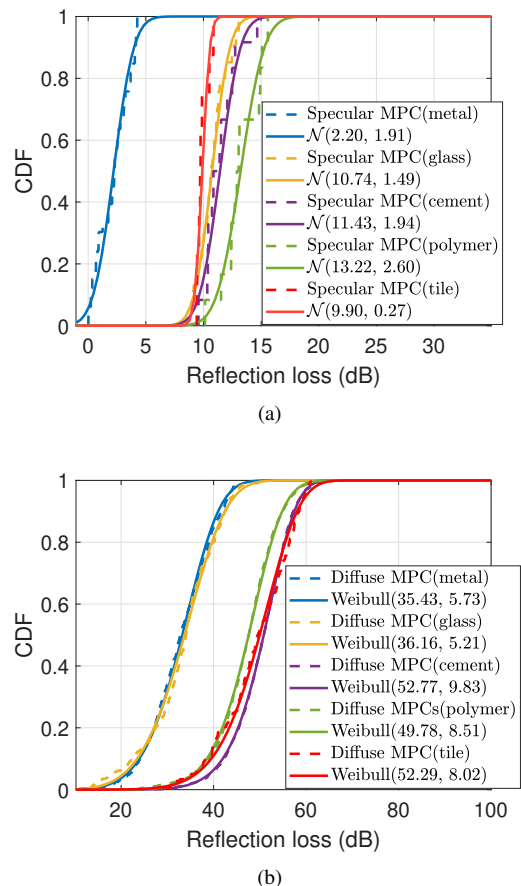 1
0.8
0.6
0.4
0.2
0
CDF
Specular MPC(metal)
N(2.20, 1.91)
Specular MPC(glass)
N(10.74, 1.49)
Specular MPC(cement)
N(11.43, 1.94)
Specular MPC(polymer)
N(13.22, 2.60)
Specular MPC(tile)
N(9.90, 0.27)
0 5 10 15 20 25 30
Reflection loss (dB)
(a)
1
0.8
0.6
0.4
0.2
0
CDF
Diffuse MPC(metal)
Weibull(35.43, 5.73)
Diffuse MPC(glass)
Weibull(36.16, 5.21)
Diffuse MPC(cement)
Weibull(52.77, 9.83)
Diffuse MPCs(polymer)
Weibull(49.78, 8.51)
Diffuse MPC(tile)
Weibull(52.29, 8.02)
20 40 60 80 100
Reflection loss (dB)
(b)